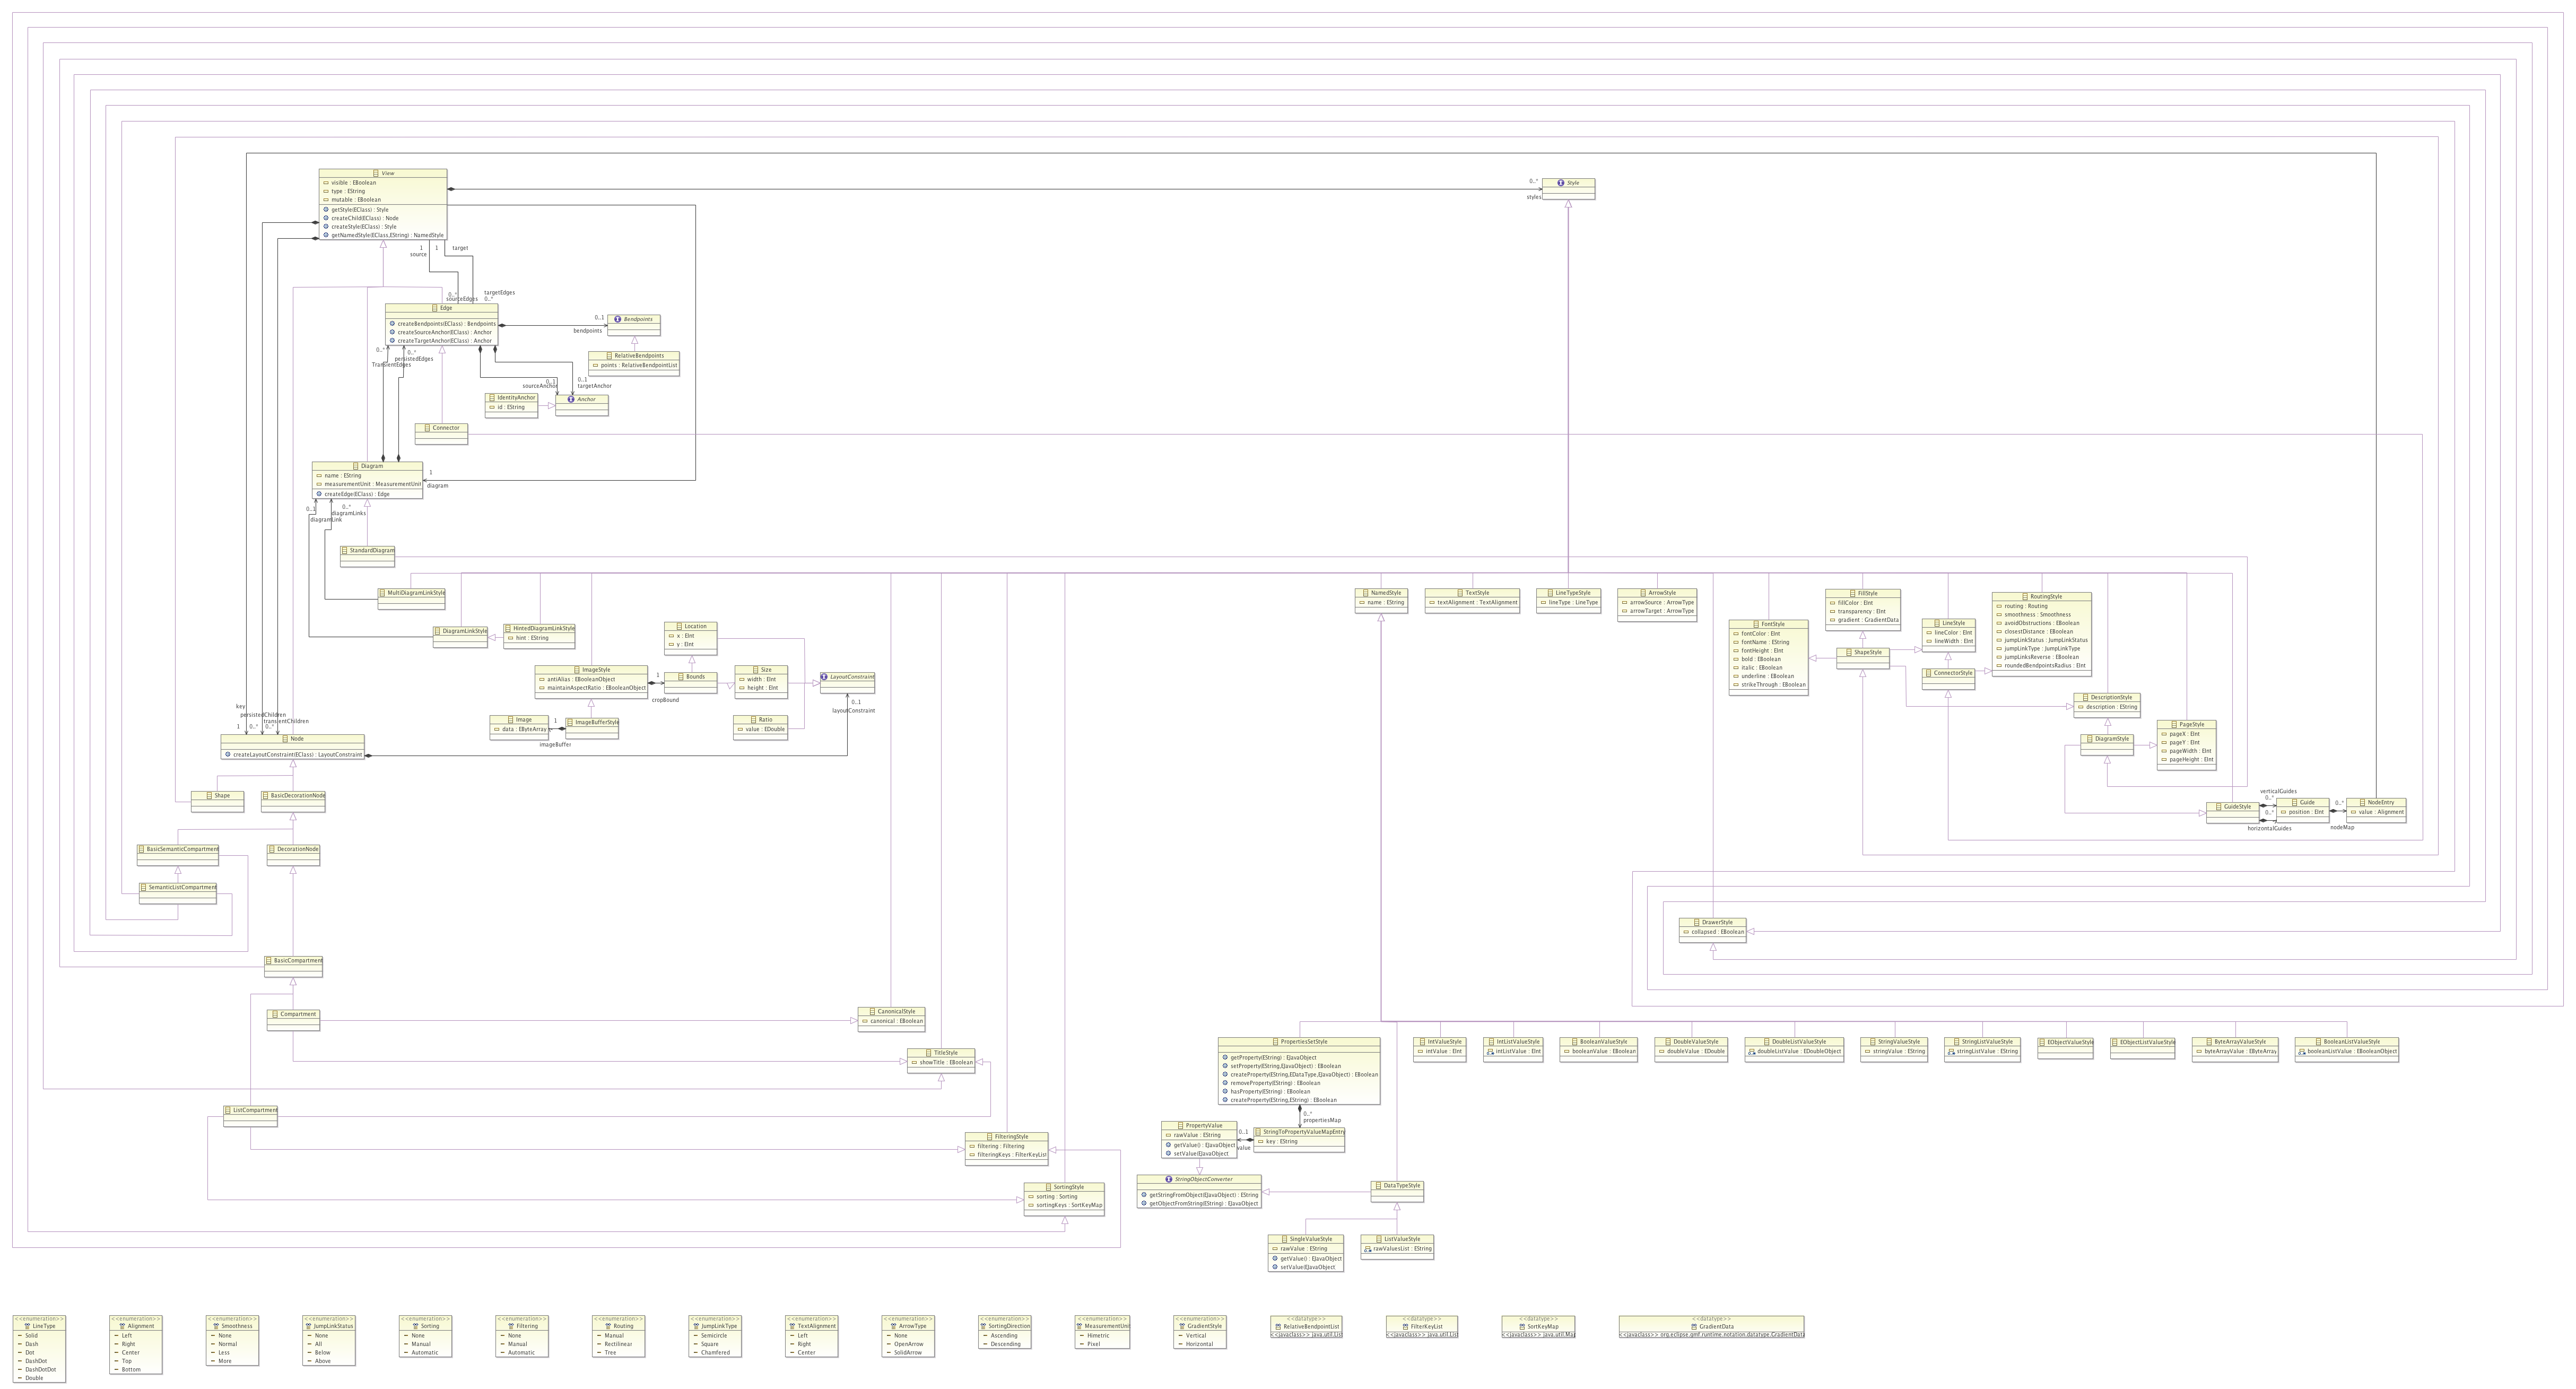 View
visible : EBoolean
type : EString
mutable : EBoolean
getStyle(EClass) : Style
createChild(EClass) : Node
createStyle(EClass) : Style
getNamedStyle(EClass,EString) : NamedStyle
0..*
styles
Style
1
source
1
target
0..*
sourceEdges
targetEdges
0..*
Edge
createBendpoints(EClass) : Bendpoints
createSourceAnchor(EClass) : Anchor
createTargetAnchor(EClass) : Anchor
0..1
bendpoints
Bendpoints
RelativeBendpoints
points : RelativeBendpointList
0..*
TransientEdges
0..*
persistedEdges
0..1
sourceAnchor
0..1
targetAnchor
IdentityAnchor
id : EString
Anchor
Connector
Diagram
name : EString
measurementUnit : MeasurementUnit
createEdge(EClass) : Edge
1
diagram
0..1
diagramLink
0..*
diagramLinks
StandardDiagram
MultiDiagramLinkStyle
DiagramLinkStyle
HintedDiagramLinkStyle
hint : EString
Location
x : EInt
y : EInt
ImageStyle
antiAlias : EBooleanObject
maintainAspectRatio : EBooleanObject
1
cropBound
Bounds
Size
width : EInt
height : EInt
LayoutConstraint
0..1
layoutConstraint
Image
data : EByteArray
1
imageBuffer
ImageBufferStyle
Ratio
value : EDouble
NamedStyle
name : EString
TextStyle
textAlignment : TextAlignment
LineTypeStyle
lineType : LineType
ArrowStyle
arrowSource : ArrowType
arrowTarget : ArrowType
FontStyle
fontColor : EInt
fontName : EString
fontHeight : EInt
bold : EBoolean
italic : EBoolean
underline : EBoolean
strikeThrough : EBoolean
FillStyle
fillColor : EInt
transparency : EInt
gradient : GradientData
ShapeStyle
LineStyle
lineColor : EInt
lineWidth : EInt
ConnectorStyle
RoutingStyle
routing : Routing
smoothness : Smoothness
avoidObstructions : EBoolean
closestDistance : EBoolean
jumpLinkStatus : JumpLinkStatus
jumpLinkType : JumpLinkType
jumpLinksReverse : EBoolean
roundedBendpointsRadius : EInt
DescriptionStyle
description : EString
DiagramStyle
PageStyle
pageX : EInt
pageY : EInt
pageWidth : EInt
pageHeight : EInt
GuideStyle
verticalGuides
0..*
0..*
horizontalGuides
Guide
position : EInt
0..*
nodeMap
NodeEntry
value : Alignment
key
1
persistedChildren
0..*
transientChildren
0..*
Node
createLayoutConstraint(EClass) : LayoutConstraint
Shape
BasicDecorationNode
BasicSemanticCompartment
DecorationNode
SemanticListCompartment
BasicCompartment
Compartment
ListCompartment
DrawerStyle
collapsed : EBoolean
CanonicalStyle
canonical : EBoolean
TitleStyle
showTitle : EBoolean
FilteringStyle
filtering : Filtering
filteringKeys : FilterKeyList
SortingStyle
sorting : Sorting
sortingKeys : SortKeyMap
PropertiesSetStyle
getProperty(EString) : EJavaObject
setProperty(EString,EJavaObject) : EBoolean
createProperty(EString,EDataType,EJavaObject) : EBoolean
removeProperty(EString) : EBoolean
hasProperty(EString) : EBoolean
createProperty(EString,EString) : EBoolean
0..*
propertiesMap
IntValueStyle
intValue : EInt
IntListValueStyle
intListValue : EInt
BooleanValueStyle
booleanValue : EBoolean
DoubleValueStyle
doubleValue : EDouble
DoubleListValueStyle
doubleListValue : EDoubleObject
StringValueStyle
stringValue : EString
StringListValueStyle
stringListValue : EString
EObjectValueStyle
EObjectListValueStyle
ByteArrayValueStyle
byteArrayValue : EByteArray
BooleanListValueStyle
booleanListValue : EBooleanObject
PropertyValue
rawValue : EString
getValue() : EJavaObject
setValue(EJavaObject
0..1
value
StringToPropertyValueMapEntry
key : EString
StringObjectConverter
getStringFromObject(EJavaObject) : EString
getObjectFromString(EString) : EJavaObject
DataTypeStyle
SingleValueStyle
rawValue : EString
getValue() : EJavaObject
setValue(EJavaObject
ListValueStyle
rawValuesList : EString
<<enumeration>>
LineType
Solid
Dash
Dot
DashDot
DashDotDot
Double
<<enumeration>>
Alignment
Left
Right
Center
Top
Bottom
<<enumeration>>
Smoothness
None
Normal
Less
More
<<enumeration>>
JumpLinkStatus
None
All
Below
Above
<<enumeration>>
Sorting
None
Manual
Automatic
<<enumeration>>
Filtering
None
Manual
Automatic
<<enumeration>>
Routing
Manual
Rectilinear
Tree
<<enumeration>>
JumpLinkType
Semicircle
Square
Chamfered
<<enumeration>>
TextAlignment
Left
Right
Center
<<enumeration>>
ArrowType
None
OpenArrow
SolidArrow
<<enumeration>>
SortingDirection
Ascending
Descending
<<enumeration>>
MeasurementUnit
Himetric
Pixel
<<enumeration>>
GradientStyle
Vertical
Horizontal
<<datatype>>
RelativeBendpointList
<<javaclass>> java.util.List
<<datatype>>
FilterKeyList
<<javaclass>> java.util.List
<<datatype>>
SortKeyMap
<<javaclass>> java.util.Map
<<datatype>>
GradientData
<<javaclass>> org.eclipse.gmf.runtime.notation.datatype.GradientData